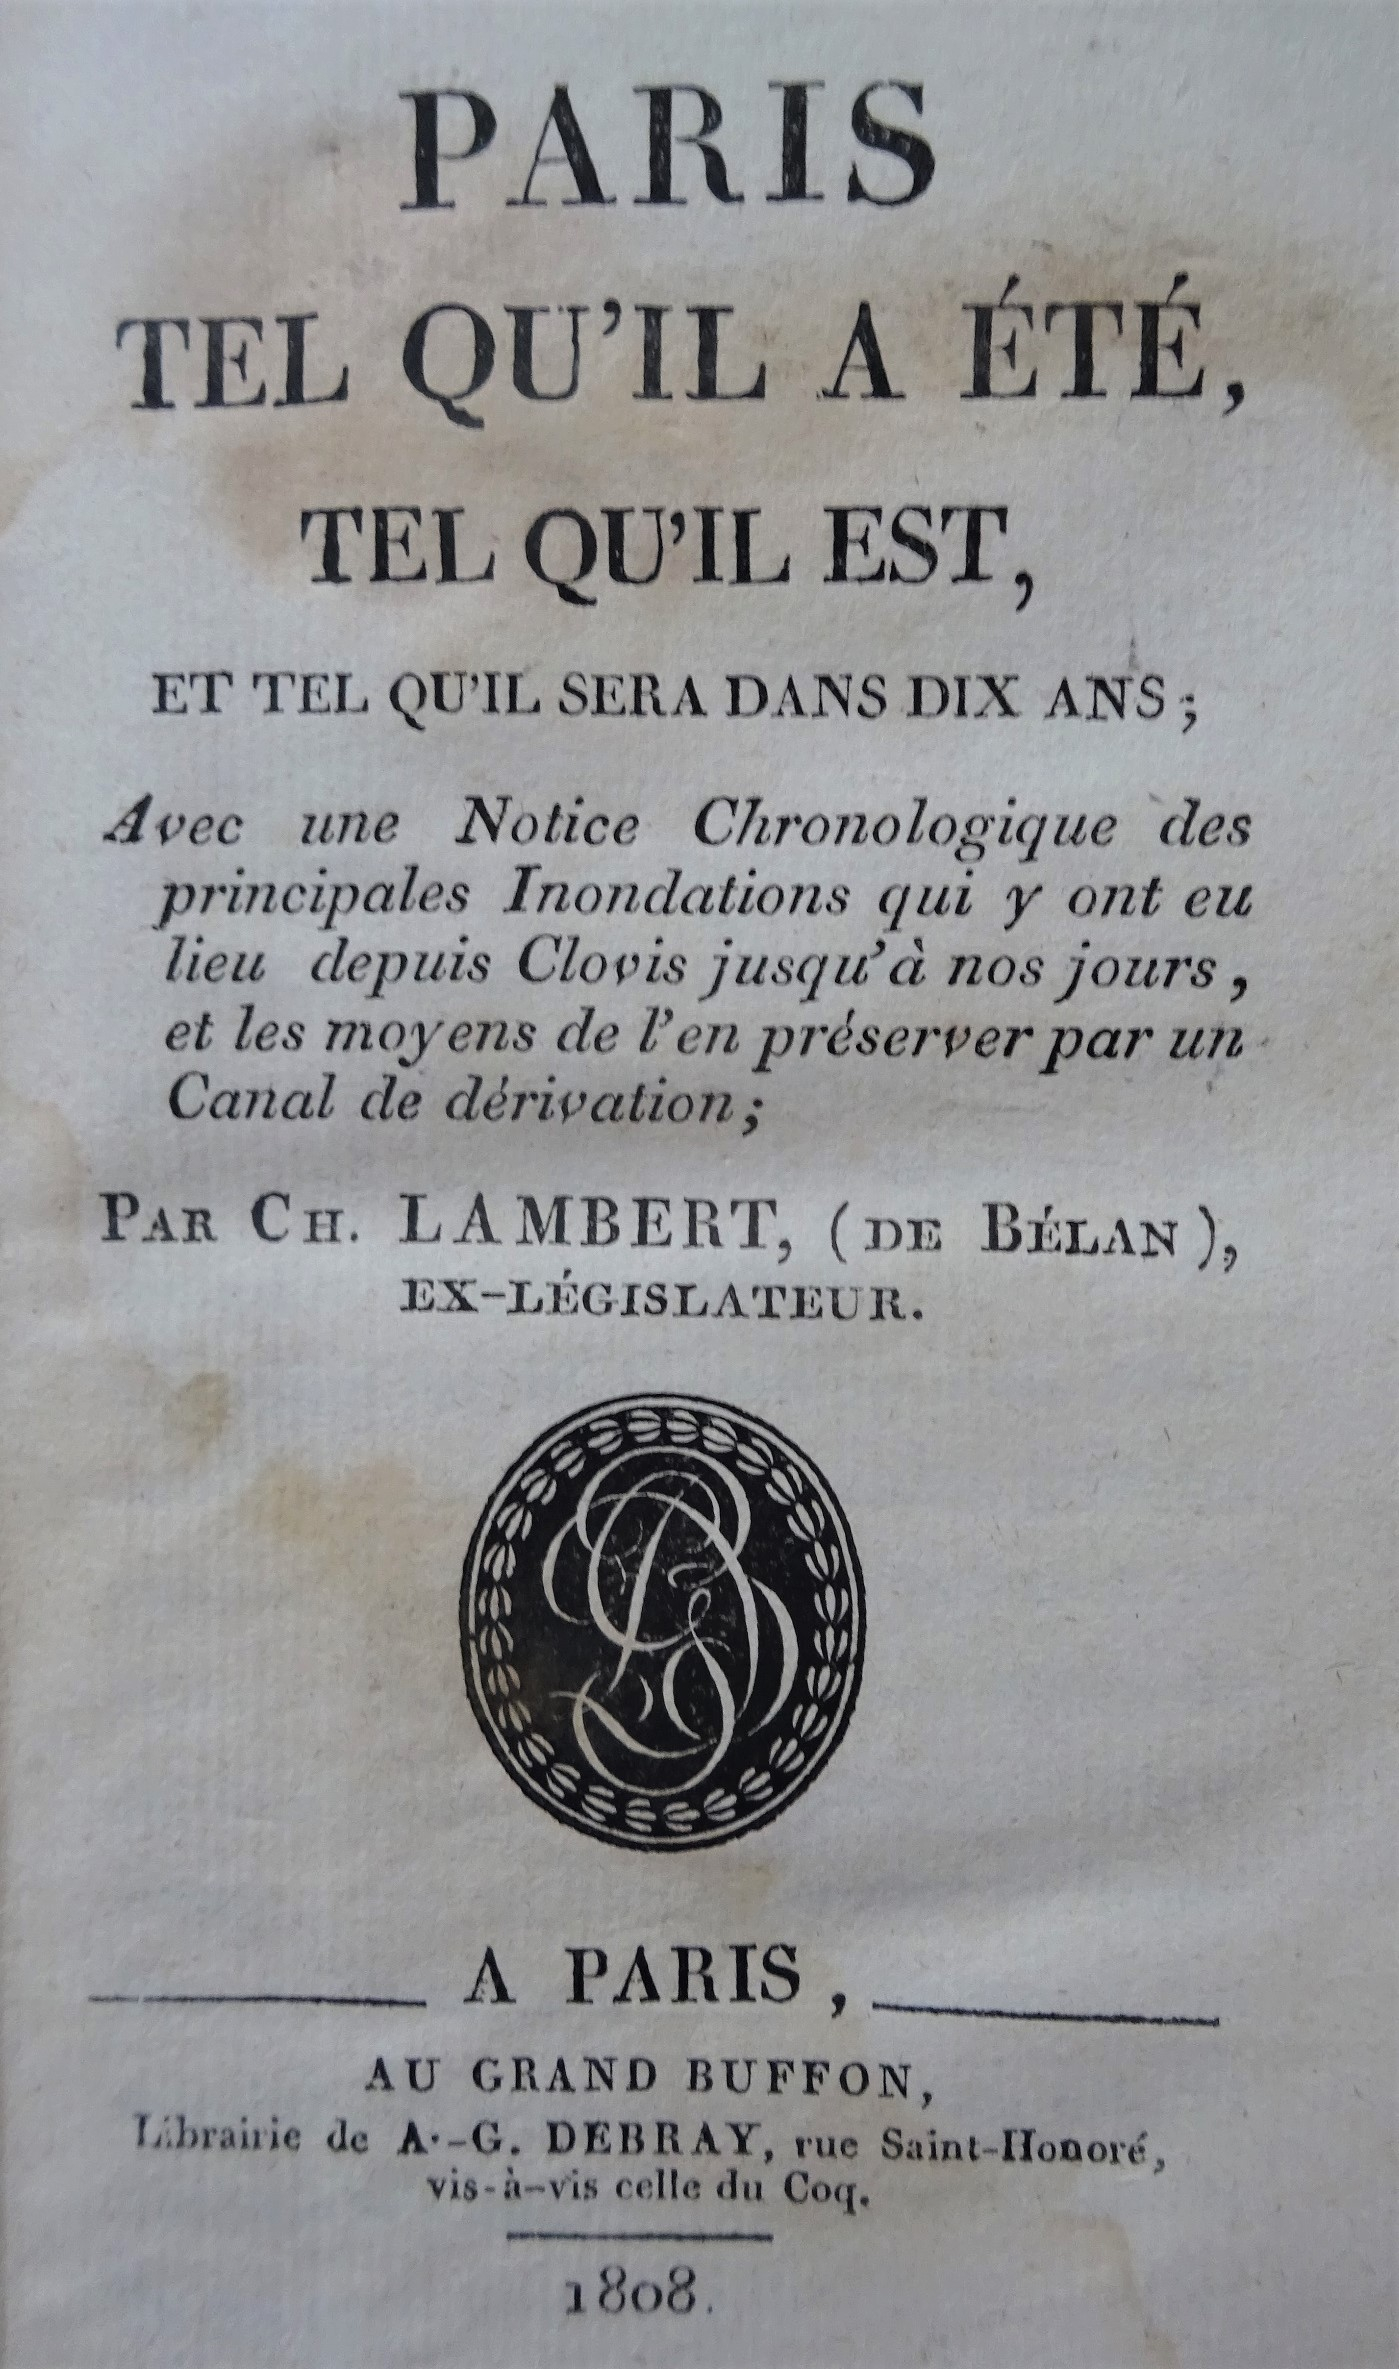 PARIS
TEL QU'IL A ÉTÉ,
TEL QU'IL EST,
ET TEL QU'IL SERA DANS DIX ANS;
Avec une Notice Chronologique des
principales Inondations qui y ont eu
lieu depuis Clovis jusqu'à nos jours,
et les moyens de l'en préserver par un
Canal de dérivation;
PAR CH. LAMBERT, (DE BÉLAN),
EX-LÉGISLATEUR.
A PARIS,
AU GRAND BUFFON,
Librairie de A.-G. DEBRAY, rue Saint-Honoré,
vis-à-vis celle du Coq.
1808.